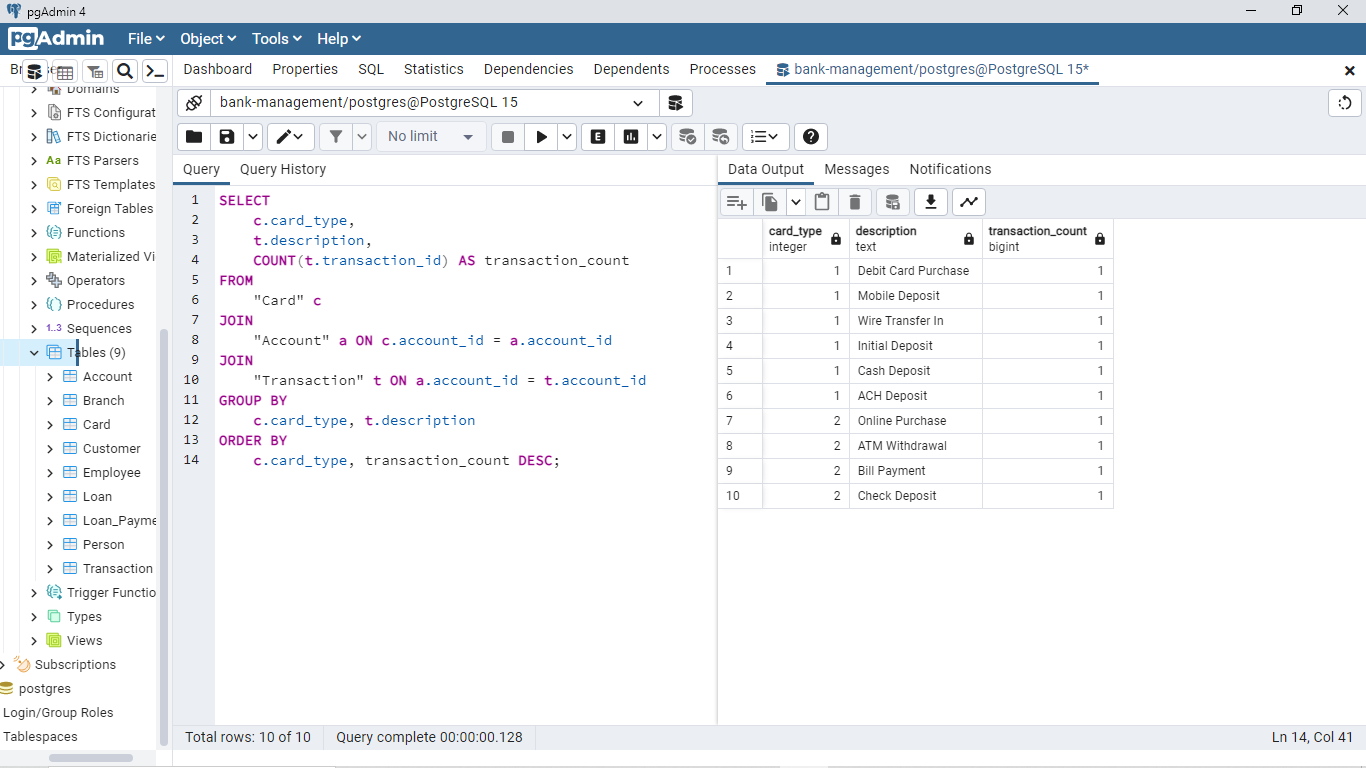 pgAdmin 4
pgAdmin File Object Tools Help
Dashboard Properties SQL Statistics Dependencies Dependents Processes bank-management/postgres@PostgreSQL 15*
bank-management/postgres@PostgreSQL 15
No limit
E
Domains
FTS Configurat
FTS Dictionarie
Aa FTS Parsers
FTS Templates
Foreign Tables
Functions
Materialized Vi
Operators
Procedures
1..3 Sequences
Tables (9)
Account
Branch
Card
Customer
Employee
Loan
Loan_Payme
Person
Transaction
Trigger Functio
Types
Views
Subscriptions
postgres
Login/Group Roles
Tablespaces
Query Query History
1 SELECT
2 c.card_type,
3 t.description,
4 COUNT(t.transaction_id) AS transaction_count
5 FROM
6 "Card" c
7 JOIN
8 "Account" a ON c.account_id = a.account_id
9 JOIN
10 "Transaction" t ON a.account_id = t.account_id
11 GROUP BY
12 c.card_type, t.description
13 ORDER BY
14 c.card_type, transaction_count DESC;
Data Output Messages Notifications
card_type description transaction_count
integer text bigint
1 1 Debit Card Purchase 1
2 1 Mobile Deposit 1
3 1 Wire Transfer In 1
4 1 Initial Deposit 1
5 1 Cash Deposit 1
6 1 ACH Deposit 1
7 2 Online Purchase 1
8 2 ATM Withdrawal 1
9 2 Bill Payment 1
10 2 Check Deposit 1
Total rows: 10 of 10 Query complete 00:00:00.128 Ln 14, Col 41